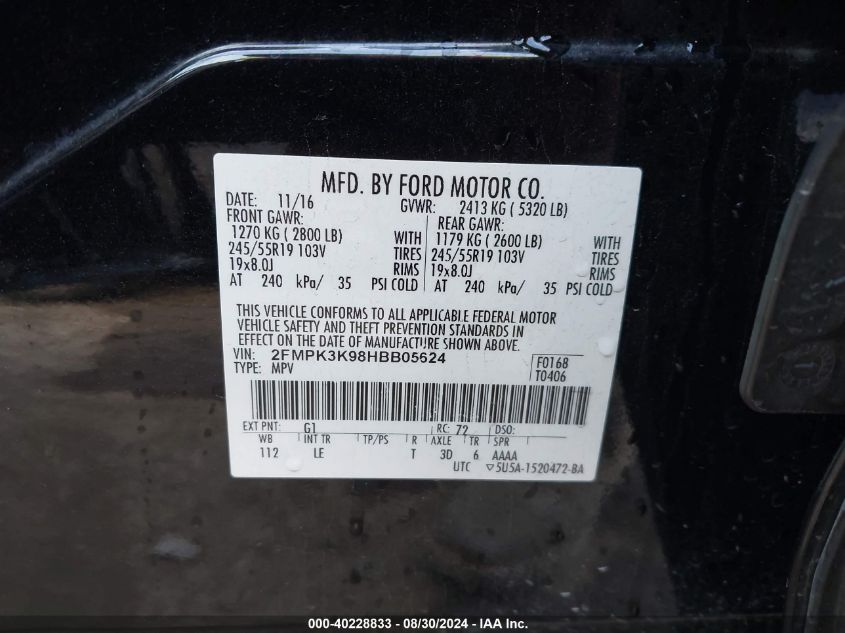 MFD. BY FORD MOTOR CO.
DATE: 11/16 GVWR: 2413 KG ( 5320 LB)
FRONT GAWR: REAR GAWR:
1270 KG ( 2800 LB) WITH 1179 KG ( 2600 LB) WITH
245/55R19 103V TIRES 245/55R19 103V TIRES
19x8.0J RIMS 19x8.0J RIMS
AT 240 kPa/ 35 PSI COLD AT 240 kPa/ 35 PSI COLD
THIS VEHICLE CONFORMS TO ALL APPLICABLE FEDERAL MOTOR
VEHICLE SAFETY AND THEFT PREVENTION STANDARDS IN
EFFECT ON THE DATE OF MANUFACTURE SHOWN ABOVE.
VIN: 2FMPK3K98HBB05624 F0168
TYPE: MPV T0406
EXT PNT: G1 RC: 72 DSO:
WB INT TR TP/PS R AXLE TR SPR
112 LE T 3D 6 AAAA
UTC ▽5U5A-1520472-BA
000-40228833 - 08/30/2024 - IAA Inc.